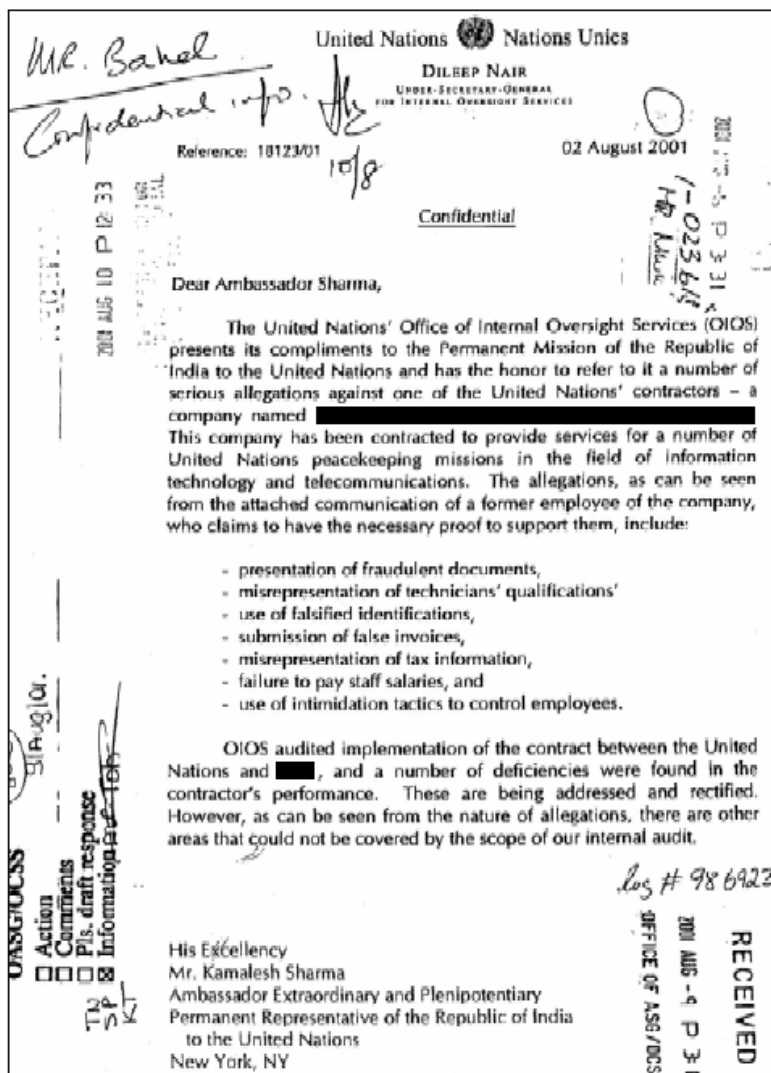 MR. Bahel
Confidential info.
10/8
United Nations Nations Unies
DILEEP NAIR
UNDER-SECRETARY-GENERAL
FOR INTERNAL OVERSIGHT SERVICES
Reference: 18123/01
02 August 2001
Confidential
2001 AUG 10 P 12: 33
P 3 31
Dear Ambassador Sharma,
The United Nations' Office of Internal Oversight Services (OIOS)
presents its compliments to the Permanent Mission of the Republic of
India to the United Nations and has the honor to refer to it a number of
serious allegations against one of the United Nations' contractors – a
company named
This company has been contracted to provide services for a number of
United Nations peacekeeping missions in the field of information
technology and telecommunications. The allegations, as can be seen
from the attached communication of a former employee of the company,
who claims to have the necessary proof to support them, include:
- presentation of fraudulent documents,
- misrepresentation of technicians' qualifications'
- use of falsified identifications,
- submission of false invoices,
- misrepresentation of tax information,
- failure to pay staff salaries, and
- use of intimidation tactics to control employees.
OIOS audited implementation of the contract between the United
Nations and , and a number of deficiencies were found in the
contractor's performance. These are being addressed and rectified.
However, as can be seen from the nature of allegations, there are other
areas that could not be covered by the scope of our internal audit.
OASG/OCSS
Action
Comments
Pls. draft response
Information
TN
SP
KT
log # 986923
RECEIVED
2001 AUG -9 P 3:
OFFICE OF ASG/OCS
His Excellency
Mr. Kamalesh Sharma
Ambassador Extraordinary and Plenipotentiary
Permanent Representative of the Republic of India
to the United Nations
New York, NY